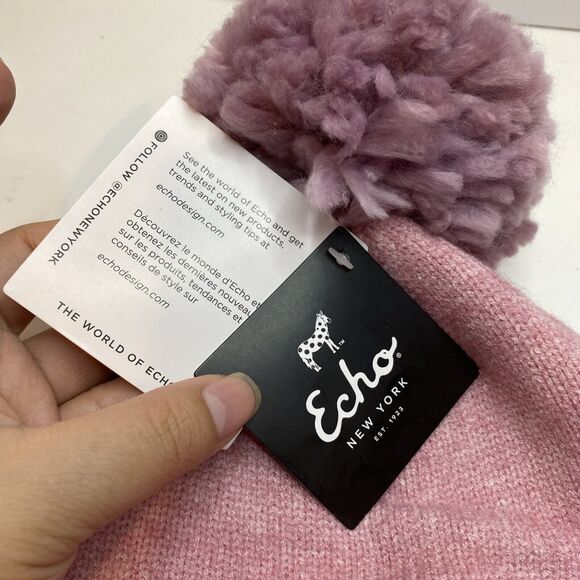 FOLLOW @ECHONEWYORK
See the world of Echo and get
the latest on new products,
trends and styling tips at
echodesign.com
Découvrez le monde d'Echo et
obtenez les dernières nouveau
sur les produits, tendances et
conseils de style sur
echodesign.com
THE WORLD OF ECHO
TM
Echo®
NEW YORK
EST. 1923